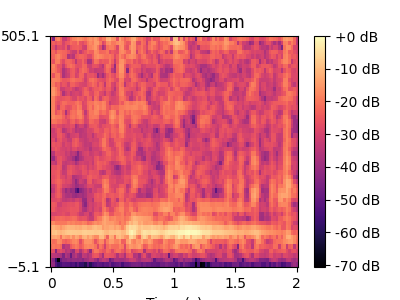 Mel Spectrogram
505.1
-5.1
0
0.5
1
1.5
2
+0 dB
-10 dB
-20 dB
-30 dB
-40 dB
-50 dB
-60 dB
-70 dB